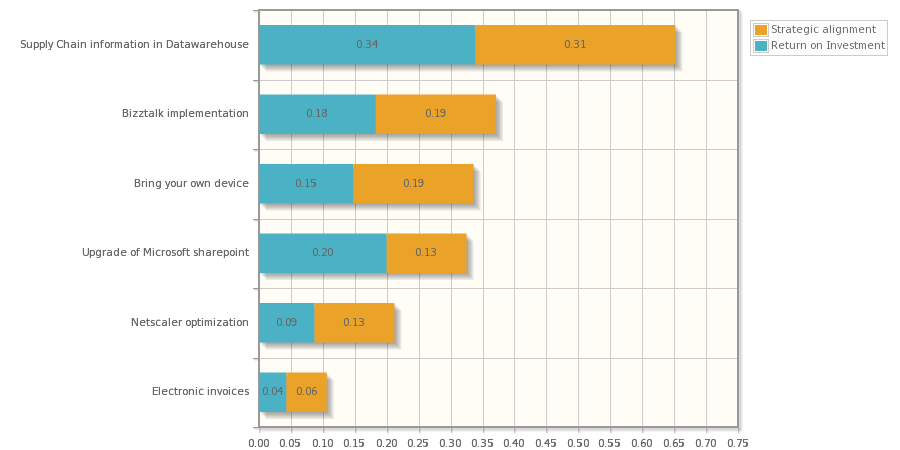 Supply Chain information in Datawarehouse 0.34 0.31
Strategic alignment
Return on Investment
Bizztalk implementation 0.18 0.19
Bring your own device 0.15 0.19
Upgrade of Microsoft sharepoint 0.20 0.13
Netscaler optimization 0.09 0.13
Electronic invoices 0.04 0.06
0.00 0.05 0.10 0.15 0.20 0.25 0.30 0.35 0.40 0.45 0.50 0.55 0.60 0.65 0.70 0.75